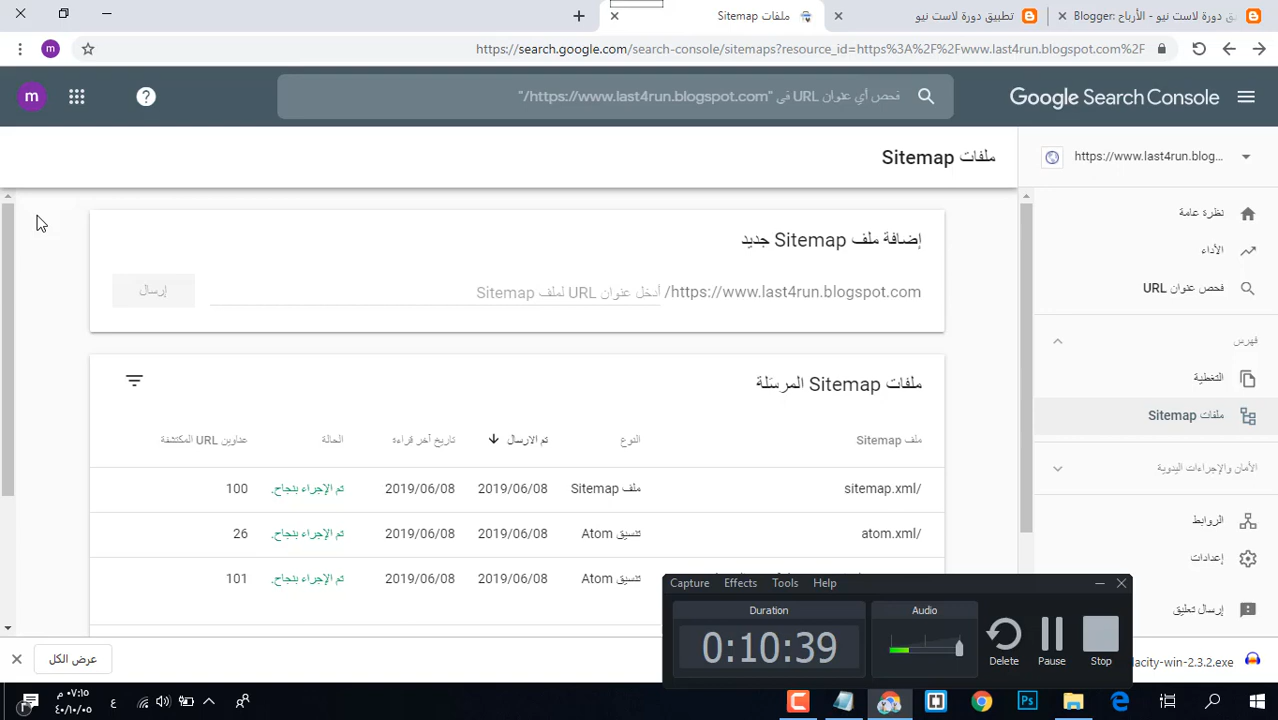 ملفات Sitemap
تطبيق دورة لاست نيو
Blogger: دورة لاست نيو - الأرباح
m
https://search.google.com/search-console/sitemaps?resource_id=https%3A%2F%2Fwww.last4run.blogspot.com%2F
Google Search Console
فحص أي عنوان URL في "https://www.last4run.blogspot.com/"
?
m
https://www.last4run.blog...
ملفات Sitemap
نظرة عامة
الأداء
فحص عنوان URL
فهرس
التغطية
ملفات Sitemap
الأمان والإجراءات اليدوية
الروابط
إعدادات
إرسال تعليق
إضافة ملف Sitemap جديد
https://www.last4run.blogspot.com/
أدخل عنوان URL لملف Sitemap
إرسال
ملفات Sitemap المرسَلة
ملف Sitemap النوع تم الإرسال تاريخ آخر قراءة الحالة عناوين URL المكتشفة
/sitemap.xml ملف Sitemap 2019/06/08 2019/06/08 تم الإجراء بنجاح. 100
/atom.xml تنسيق Atom 2019/06/08 2019/06/08 تم الإجراء بنجاح. 26
تنسيق Atom 2019/06/08 2019/06/08 تم الإجراء بنجاح. 101
Capture Effects Tools Help
Duration Audio
0:10:39
Delete Pause Stop
acity-win-2.3.2.exe
عرض الكل
Ps
ع
٠٧:١٥ م